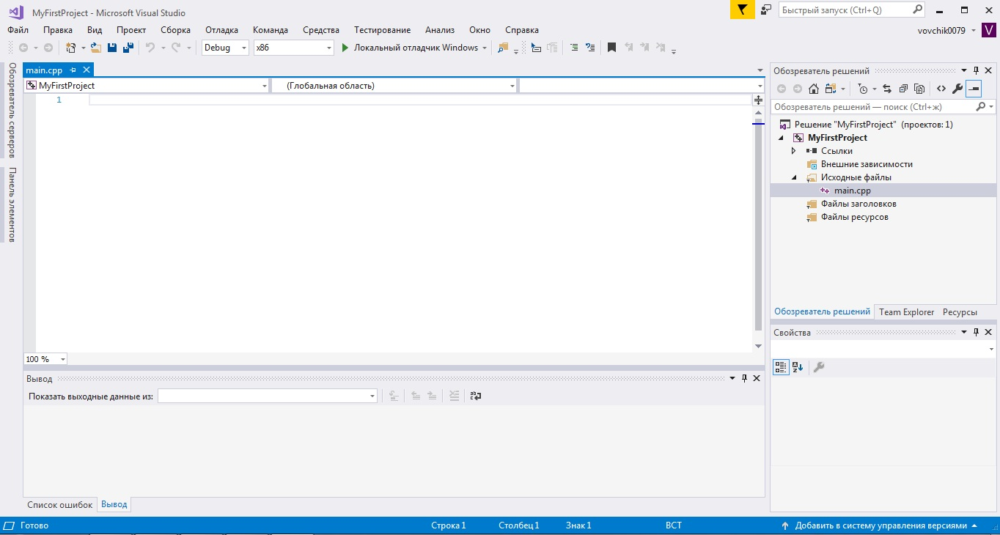 MyFirstProject - Microsoft Visual Studio
Быстрый запуск (Ctrl+Q)
Файл Правка Вид Проект Сборка Отладка Команда Средства Тестирование Анализ Окно Справка
vovchik0079 V
Debug x86 Локальный отладчик Windows
Обозреватель серверов
Панель элементов
main.cpp
MyFirstProject (Глобальная область)
1
100 %
Вывод
Показать выходные данные из:
Список ошибок Вывод
Обозреватель решений
Обозреватель решений — поиск (Ctrl+ж)
Решение "MyFirstProject" (проектов: 1)
MyFirstProject
Ссылки
Внешние зависимости
Исходные файлы
main.cpp
Файлы заголовков
Файлы ресурсов
Обозреватель решений Team Explorer Ресурсы
Свойства
Готово Строка 1 Столбец 1 Знак 1 ВСТ Добавить в систему управления версиями